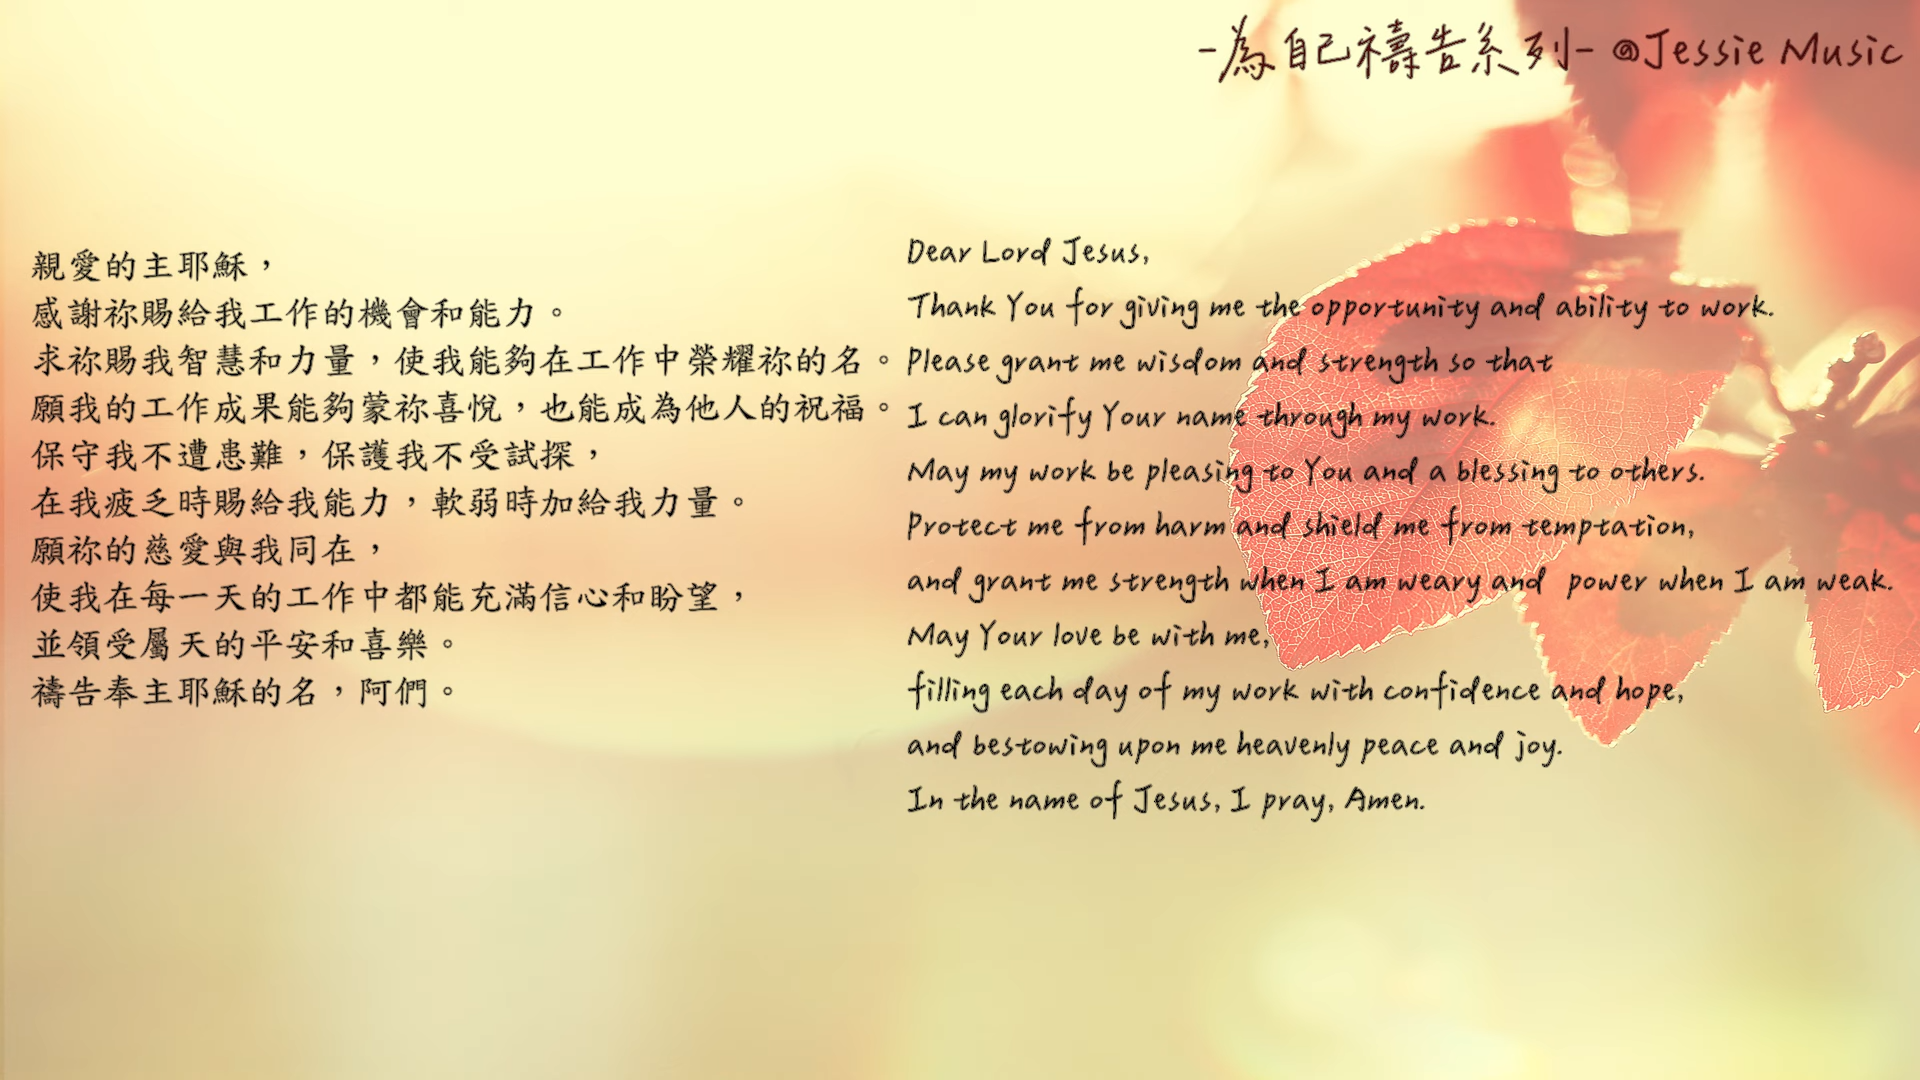 -為自己禱告系列- @Jessie Music
親愛的主耶穌，
感謝祢賜給我工作的機會和能力。
求祢賜我智慧和力量，使我能夠在工作中榮耀祢的名。
願我的工作成果能夠蒙祢喜悅，也能成為他人的祝福。
保守我不遭患難，保護我不受試探，
在我疲乏時賜給我能力，軟弱時加給我力量。
願祢的慈愛與我同在，
使我在每一天的工作中都能充滿信心和盼望，
並領受屬天的平安和喜樂。
禱告奉主耶穌的名，阿們。
Dear Lord Jesus,
Thank You for giving me the opportunity and ability to work.
Please grant me wisdom and strength so that
I can glorify Your name through my work.
May my work be pleasing to You and a blessing to others.
Protect me from harm and shield me from temptation,
and grant me strength when I am weary and power when I am weak.
May Your love be with me,
filling each day of my work with confidence and hope,
and bestowing upon me heavenly peace and joy.
In the name of Jesus, I pray, Amen.